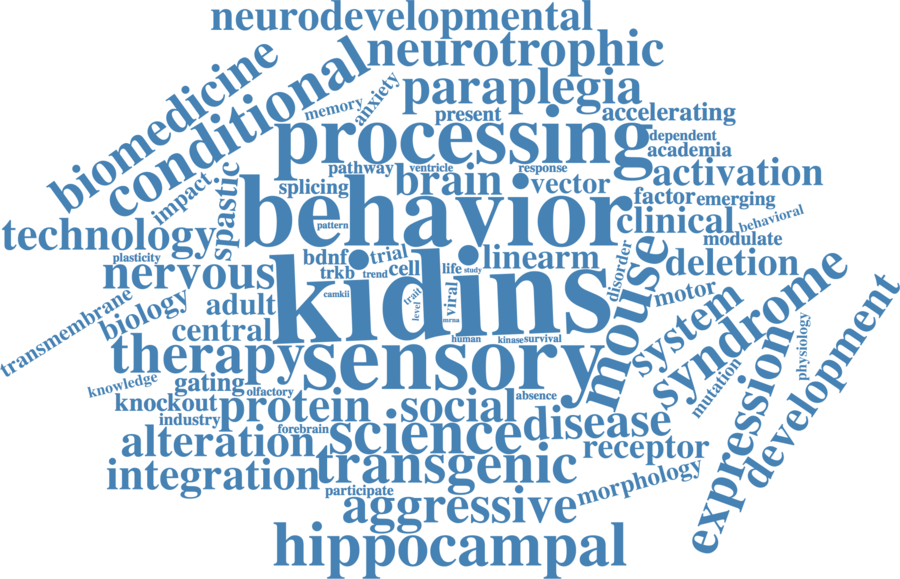 neurodevelopmental
neurotrophic
biomedicine
conditional
memory
anxiety
paraplegia
present
accelerating
processing
dependent
academia
pathway
ventricle
response
brain
activation
impact
spastic
splicing
vector
factor
emerging
behavior
pattern
clinical
behavioral
technology
modulate
plasticity
bdnf
trial
linearm
disorder
deletion
nervous
trkb
trend
cell
life
study
kidins
camkii
trait
level
viral
mrna
mouse
motor
syndrome
transmembrane
biology
adult
central
human
kinase
survival
system
physiology
development
therapy
sensory
mutation
expression
knowledge
gating
olfactory
absence
knockout
protein
social
industry
forebrain
science
disease
alteration
receptor
integration
transgenic
participate
morphology
aggressive
hippocampal